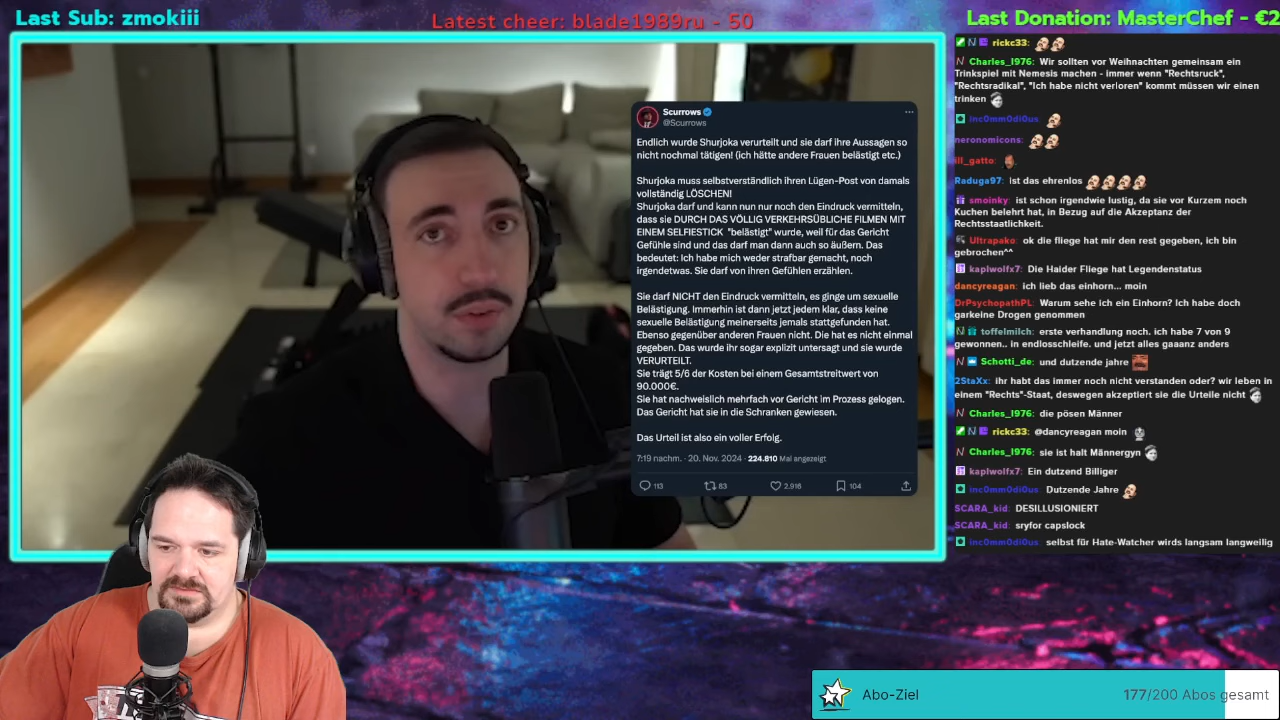 Last Sub: zmokiii
Latest cheer: blade1989ru - 50
Last Donation: MasterChef - €2
Scurrows
@Scurrows
Endlich wurde Shurjoka verurteilt und sie darf ihre Aussagen so
nicht nochmal tätigen! (ich hätte andere Frauen belästigt etc.)
Shurjoka muss selbstverständlich ihren Lügen-Post von damals
vollständig LÖSCHEN!
Shurjoka darf und kann nun nur noch den Eindruck vermitteln,
dass sie DURCH DAS VÖLLIG VERKEHRSÜBLICHE FILMEN MIT
EINEM SELFIESTICK "belästigt" wurde, weil für das Gericht
Gefühle sind und das darf man dann auch so äußern. Das
bedeutet: Ich habe mich weder strafbar gemacht, noch
irgendetwas. Sie darf von ihren Gefühlen erzählen.
Sie darf NICHT den Eindruck vermitteln, es ginge um sexuelle
Belästigung. Immerhin ist dann jetzt jedem klar, dass keine
sexuelle Belästigung meinerseits jemals stattgefunden hat.
Ebenso gegenüber anderen Frauen nicht. Die hat es nicht einmal
gegeben. Das wurde ihr sogar explizit untersagt und sie wurde
VERURTEILT.
Sie trägt 5/6 der Kosten bei einem Gesamtstreitwert von
90.000€.
Sie hat nachweislich mehrfach vor Gericht im Prozess gelogen.
Das Gericht hat sie in die Schranken gewiesen.
Das Urteil ist also ein voller Erfolg.
7:19 nachm. · 20. Nov. 2024 · 224.810 Mal angezeigt
113 83 2.916 104
rickc33:
Charles_1976: Wir sollten vor Weihnachten gemeinsam ein
Trinkspiel mit Nemesis machen - immer wenn "Rechtsruck",
"Rechtsradikal", "Ich habe nicht verloren" kommt müssen wir einen
trinken
inc0mm0di0us:
neronomicons:
ill_gatto:
Raduga97: ist das ehrenlos
smoinky: ist schon irgendwie lustig, da sie vor Kurzem noch
Kuchen belehrt hat, in Bezug auf die Akzeptanz der
Rechtsstaatlichkeit.
Ultrapako: ok die fliege hat mir den rest gegeben, ich bin
gebrochen^^
kaplwolfx7: Die Haider Fliege hat Legendenstatus
dancyreagan: ich lieb das einhorn... moin
DrPsychopathPL: Warum sehe ich ein Einhorn? Ich habe doch
garkeine Drogen genommen
toffelmilch: erste verhandlung noch. ich habe 7 von 9
gewonnen.. in endlosschleife. und jetzt alles gaaanz anders
Schotti_de: und dutzende jahre
2StaXx: ihr habt das immer noch nicht verstanden oder? wir leben in
einem "Rechts"-Staat, deswegen akzeptiert sie die Urteile nicht
Charles_1976: die pösen Männer
rickc33: @dancyreagan moin
Charles_1976: sie ist halt Männergyn
kaplwolfx7: Ein dutzend Billiger
inc0mm0di0us: Dutzende Jahre
SCARA_kid: DESILLUSIONIERT
SCARA_kid: sryfor capslock
inc0mm0di0us: selbst für Hate-Watcher wirds langsam langweilig
Abo-Ziel
177/200 Abos gesamt